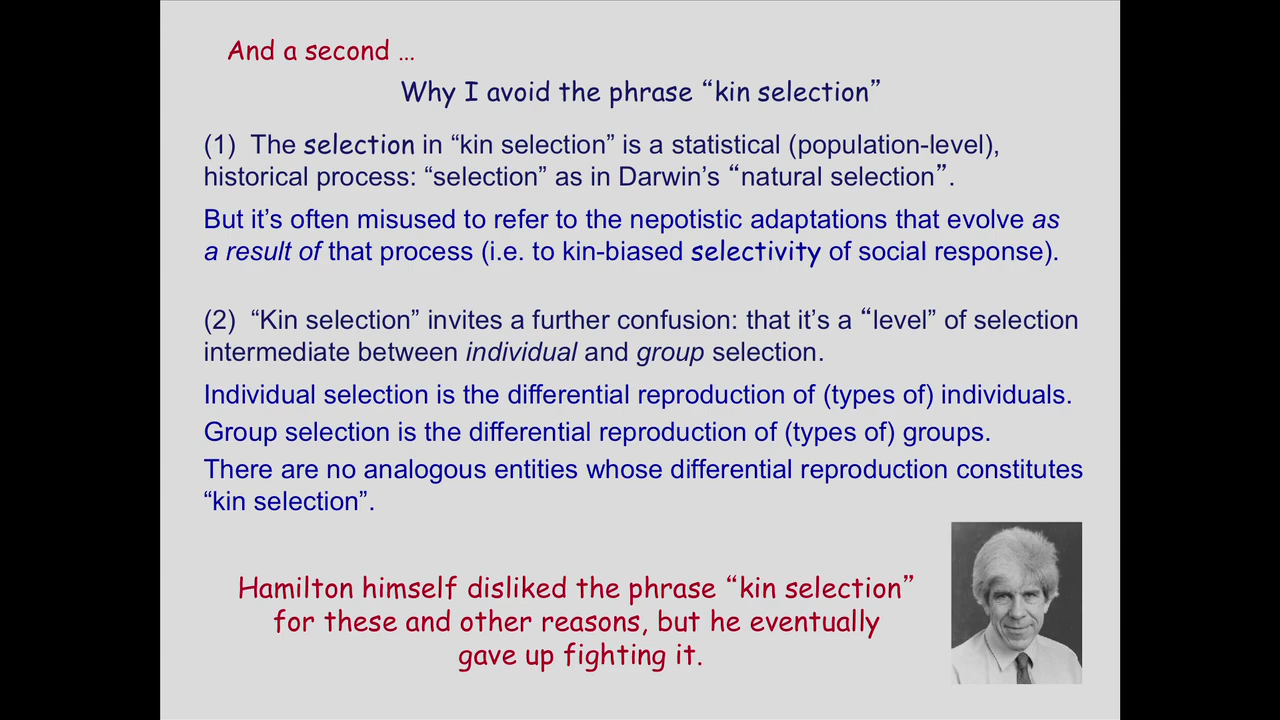 And a second …
Why I avoid the phrase “kin selection”
(1)  The selection in “kin selection” is a statistical (population-level),
historical process: “selection” as in Darwin’s “natural selection”.
But it’s often misused to refer to the nepotistic adaptations that evolve as
a result of that process (i.e. to kin-biased selectivity of social response).
(2)  “Kin selection” invites a further confusion: that it’s a “level” of selection
intermediate between individual and group selection.
Individual selection is the differential reproduction of (types of) individuals.
Group selection is the differential reproduction of (types of) groups.
There are no analogous entities whose differential reproduction constitutes
“kin selection”.
Hamilton himself disliked the phrase “kin selection”
for these and other reasons, but he eventually
gave up fighting it.